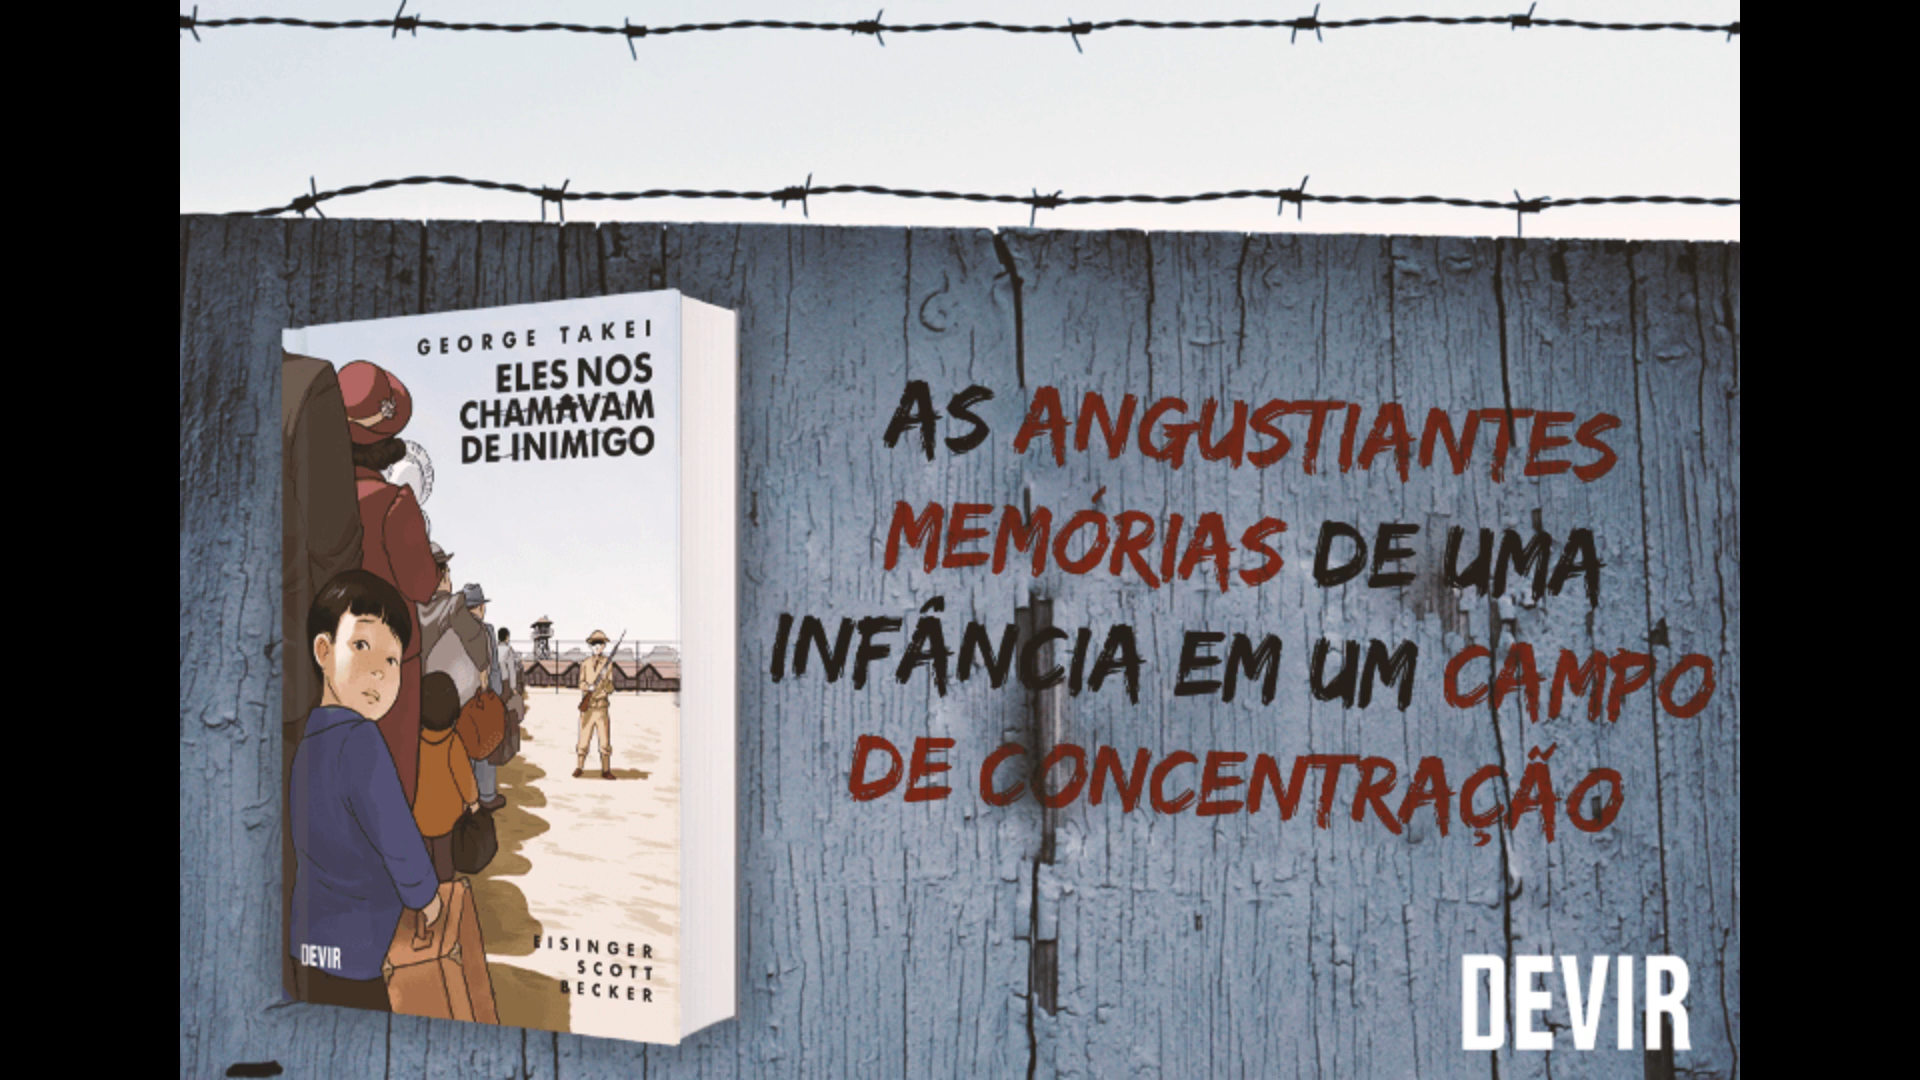 GEORGE TAKEI
ELES NOS
CHAMAVAM
DE INIMIGO
DEVIR
EISINGER
SCOTT
BECKER
AS ANGUSTIANTES
MEMÓRIAS DE UMA
INFÂNCIA EM UM CAMPO
DE CONCENTRAÇÃO
DEVIR